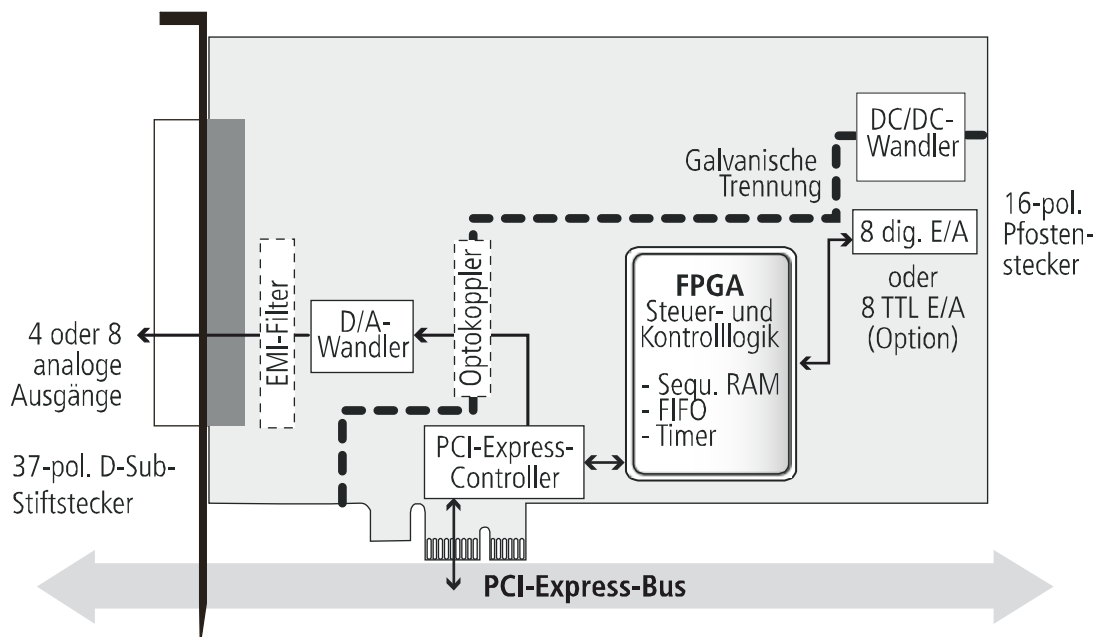 DC/DC-
Wandler
Galvanische
Trennung
16-pol.
Pfosten-
stecker
8 dig. E/A
oder
8 TTL E/A
(Option)
FPGA
Steuer- und
Kontrolllogik
- Sequ. RAM
- FIFO
- Timer
Optokoppler
EMI-Filter
D/A-
Wandler
4 oder 8
analoge
Ausgänge
PCI-Express-
Controller
37-pol. D-Sub-
Stiftstecker
PCI-Express-Bus